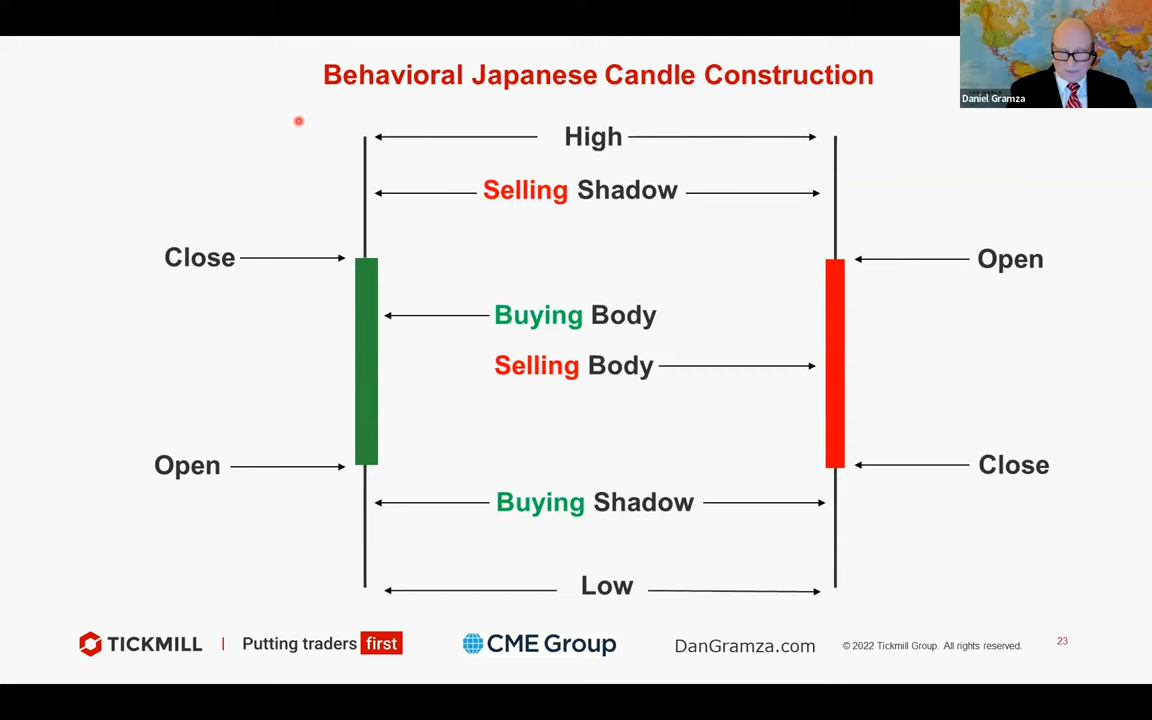 Behavioral Japanese Candle Construction
Daniel Gramza
High
Selling Shadow
Close
Open
Buying Body
Selling Body
Open
Close
Buying Shadow
Low
TICKMILL | Putting traders first
CME Group
DanGramza.com
© 2022 Tickmill Group. All rights reserved.
23